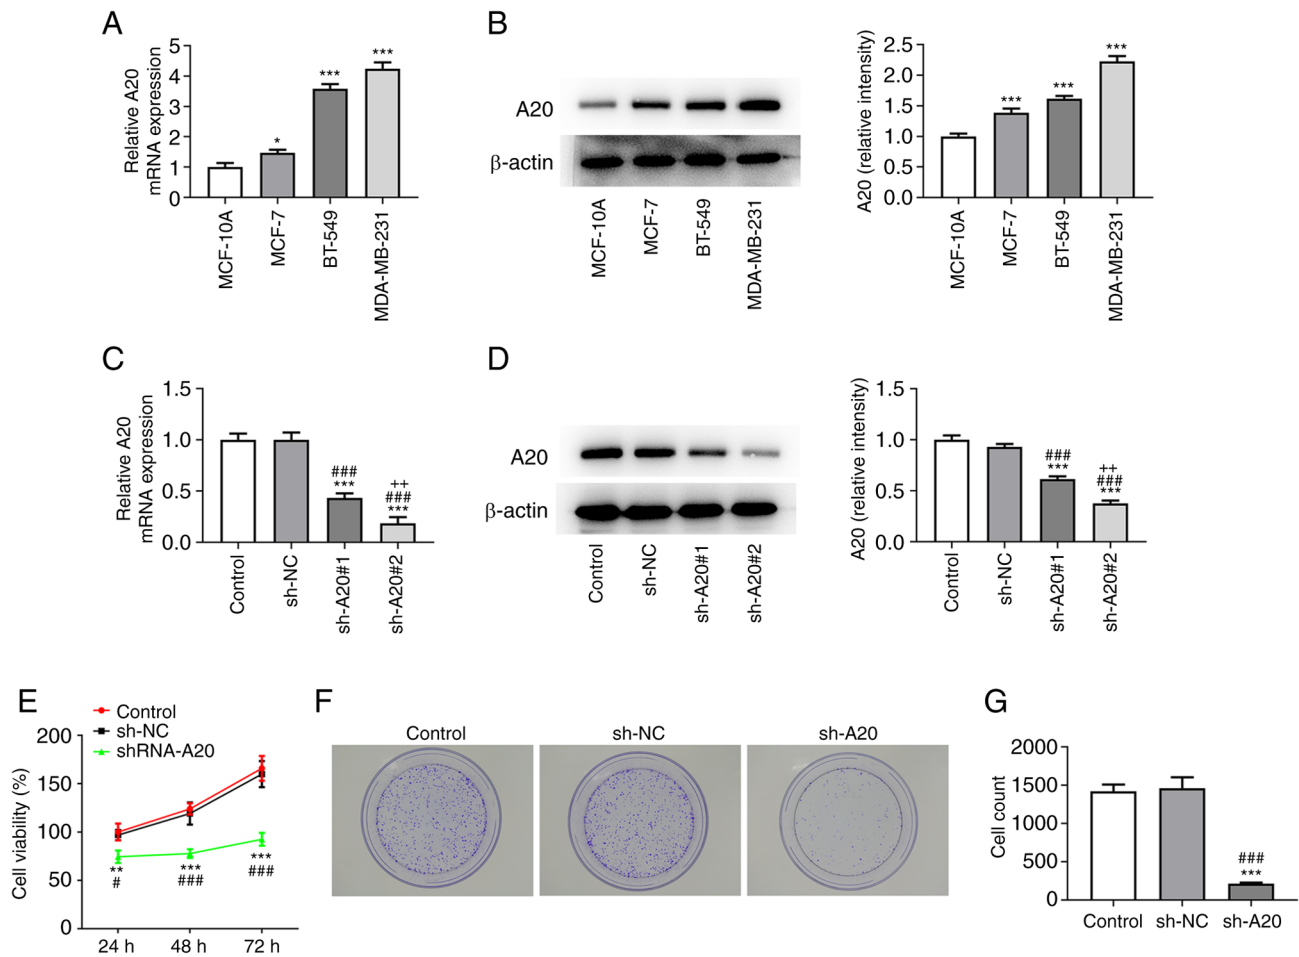 A
Relative A20
mRNA expression
5
4
3
2
1
0
*
***
***
MCF-10A
MCF-7
BT-549
MDA-MB-231
B
A20
β-actin
MCF-10A
MCF-7
BT-549
MDA-MB-231
A20 (relative intensity)
2.5
2.0
1.5
1.0
0.5
0.0
***
***
***
MCF-10A
MCF-7
BT-549
MDA-MB-231
C
Relative A20
mRNA expression
1.5
1.0
0.5
0.0
###
***
++
###
***
Control
sh-NC
sh-A20#1
sh-A20#2
D
A20
β-actin
Control
sh-NC
sh-A20#1
sh-A20#2
A20 (relative intensity)
1.5
1.0
0.5
0.0
###
***
++
###
***
Control
sh-NC
sh-A20#1
sh-A20#2
E
Control
sh-NC
shRNA-A20
Cell viability (%)
200
150
100
50
0
**
#
***
###
***
###
24 h
48 h
72 h
F
Control
sh-NC
sh-A20
G
Cell count
2000
1500
1000
500
0
###
***
Control
sh-NC
sh-A20